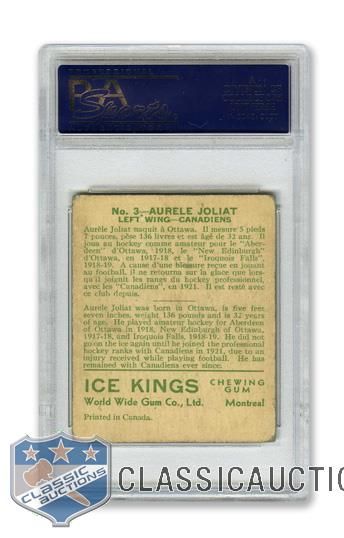 PSA
Sports
No. 3—AURELE JOLIAT
LEFT WING—CANADIENS
Aurèle Joliat naquit à Ottawa. Il mesure 5 pieds
7 pouces, pèse 136 livres et est âgé de 32 ans. Il
joua au hockey comme amateur pour le "Aber-
deen" d'Ottawa, 1918, le "New Edinburgh"
d'Ottawa, en 1917-18 et le "Iroquois Falls",
1918-19. A cause d'une blessure reçue en jouant
du football, il ne retourna sur la glace que lors-
qu'il joignit les rangs du hockey professionnel,
avec les "Canadiens", en 1921. Il est resté avec
ce club depuis.
Aurele Joliat was born in Ottawa, is five feet
seven inches, weight 136 pounds and is 32 years
of age. He played amateur hockey for Aberdeen
of Ottawa in 1918, New Edinburg of Ottawa,
1917-18, and Iroquois Falls, 1918-19. He did not
go on the ice again until he joined the professional
hockey ranks with Canadiens in 1921, due to
an injury received while playing football. He has
remained with Canadiens ever since.
ICE KINGS CHEWING GUM
World Wide Gum Co., Ltd. Montreal
Printed in Canada.
CLASSIC AUCTIONS
CLASSICAUCTIO